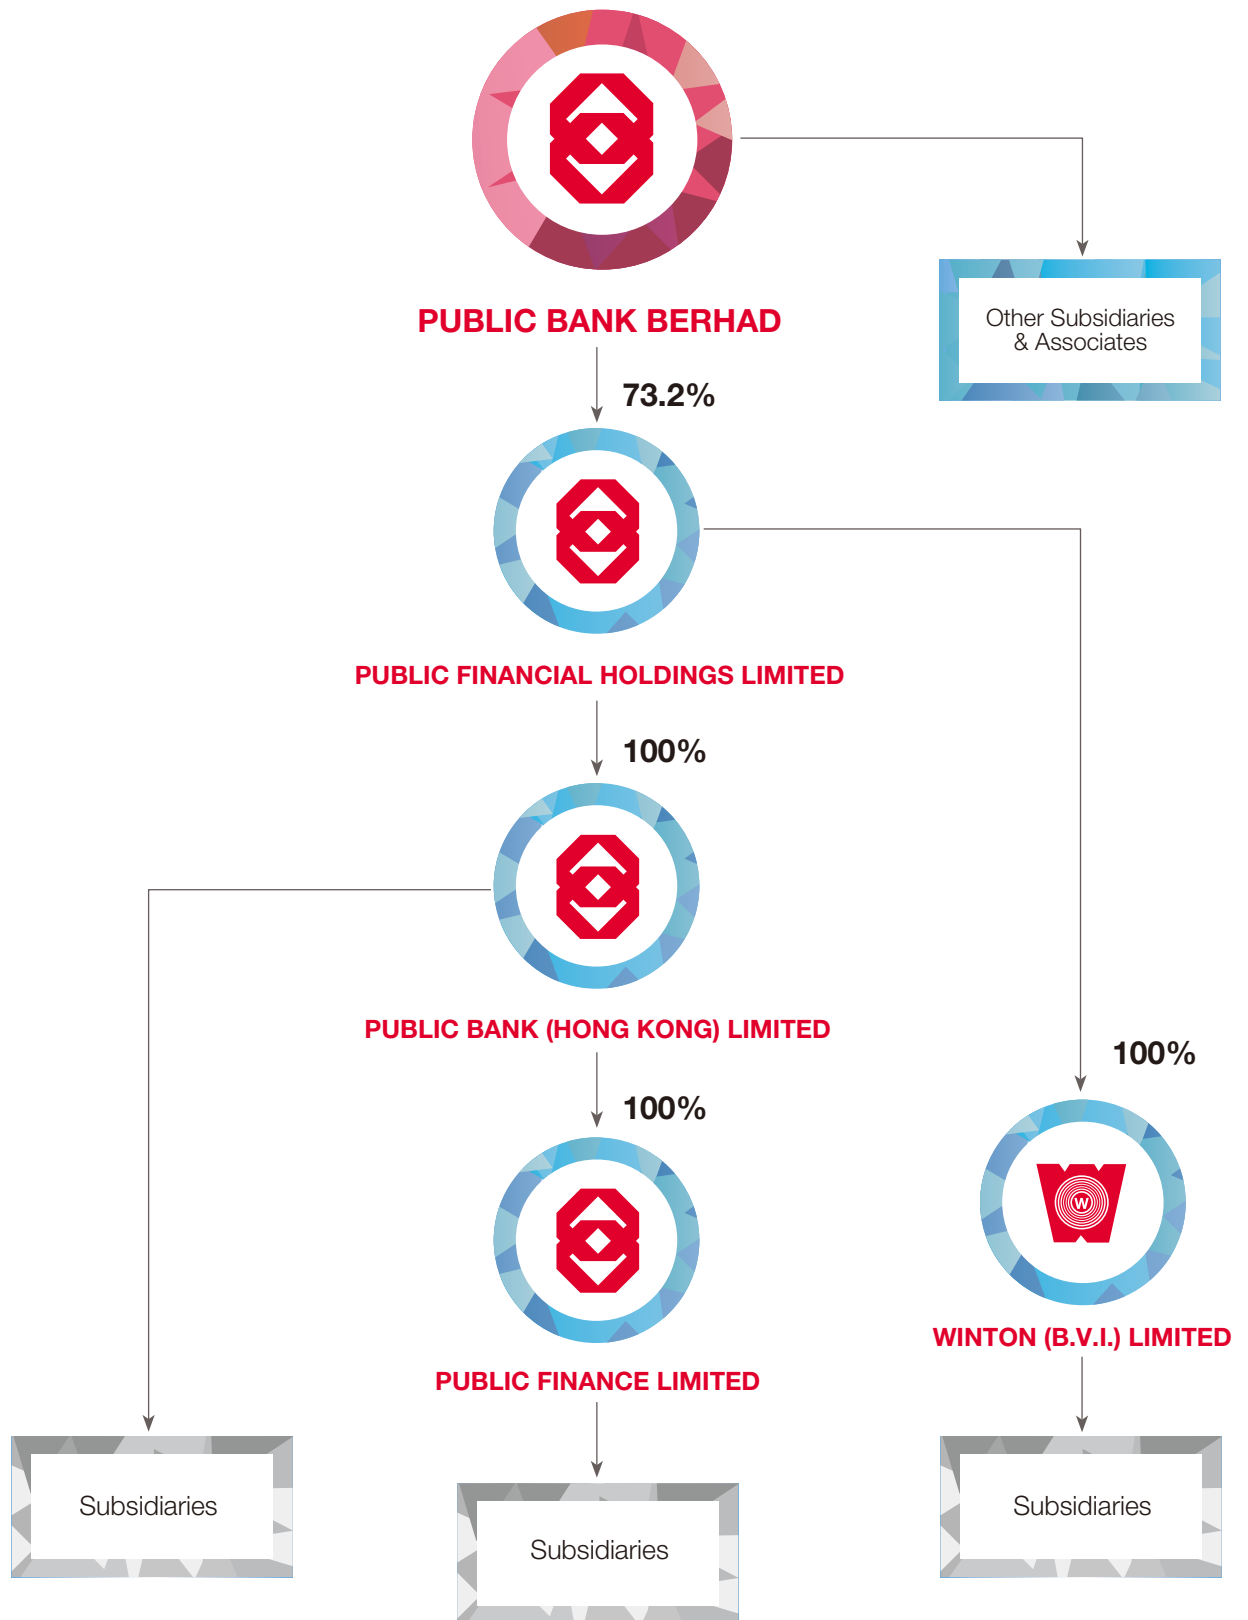 PUBLIC BANK BERHAD
Other Subsidiaries
& Associates
73.2%
PUBLIC FINANCIAL HOLDINGS LIMITED
100%
PUBLIC BANK (HONG KONG) LIMITED
100%
100%
W
WINTON (B.V.I.) LIMITED
PUBLIC FINANCE LIMITED
Subsidiaries
Subsidiaries
Subsidiaries